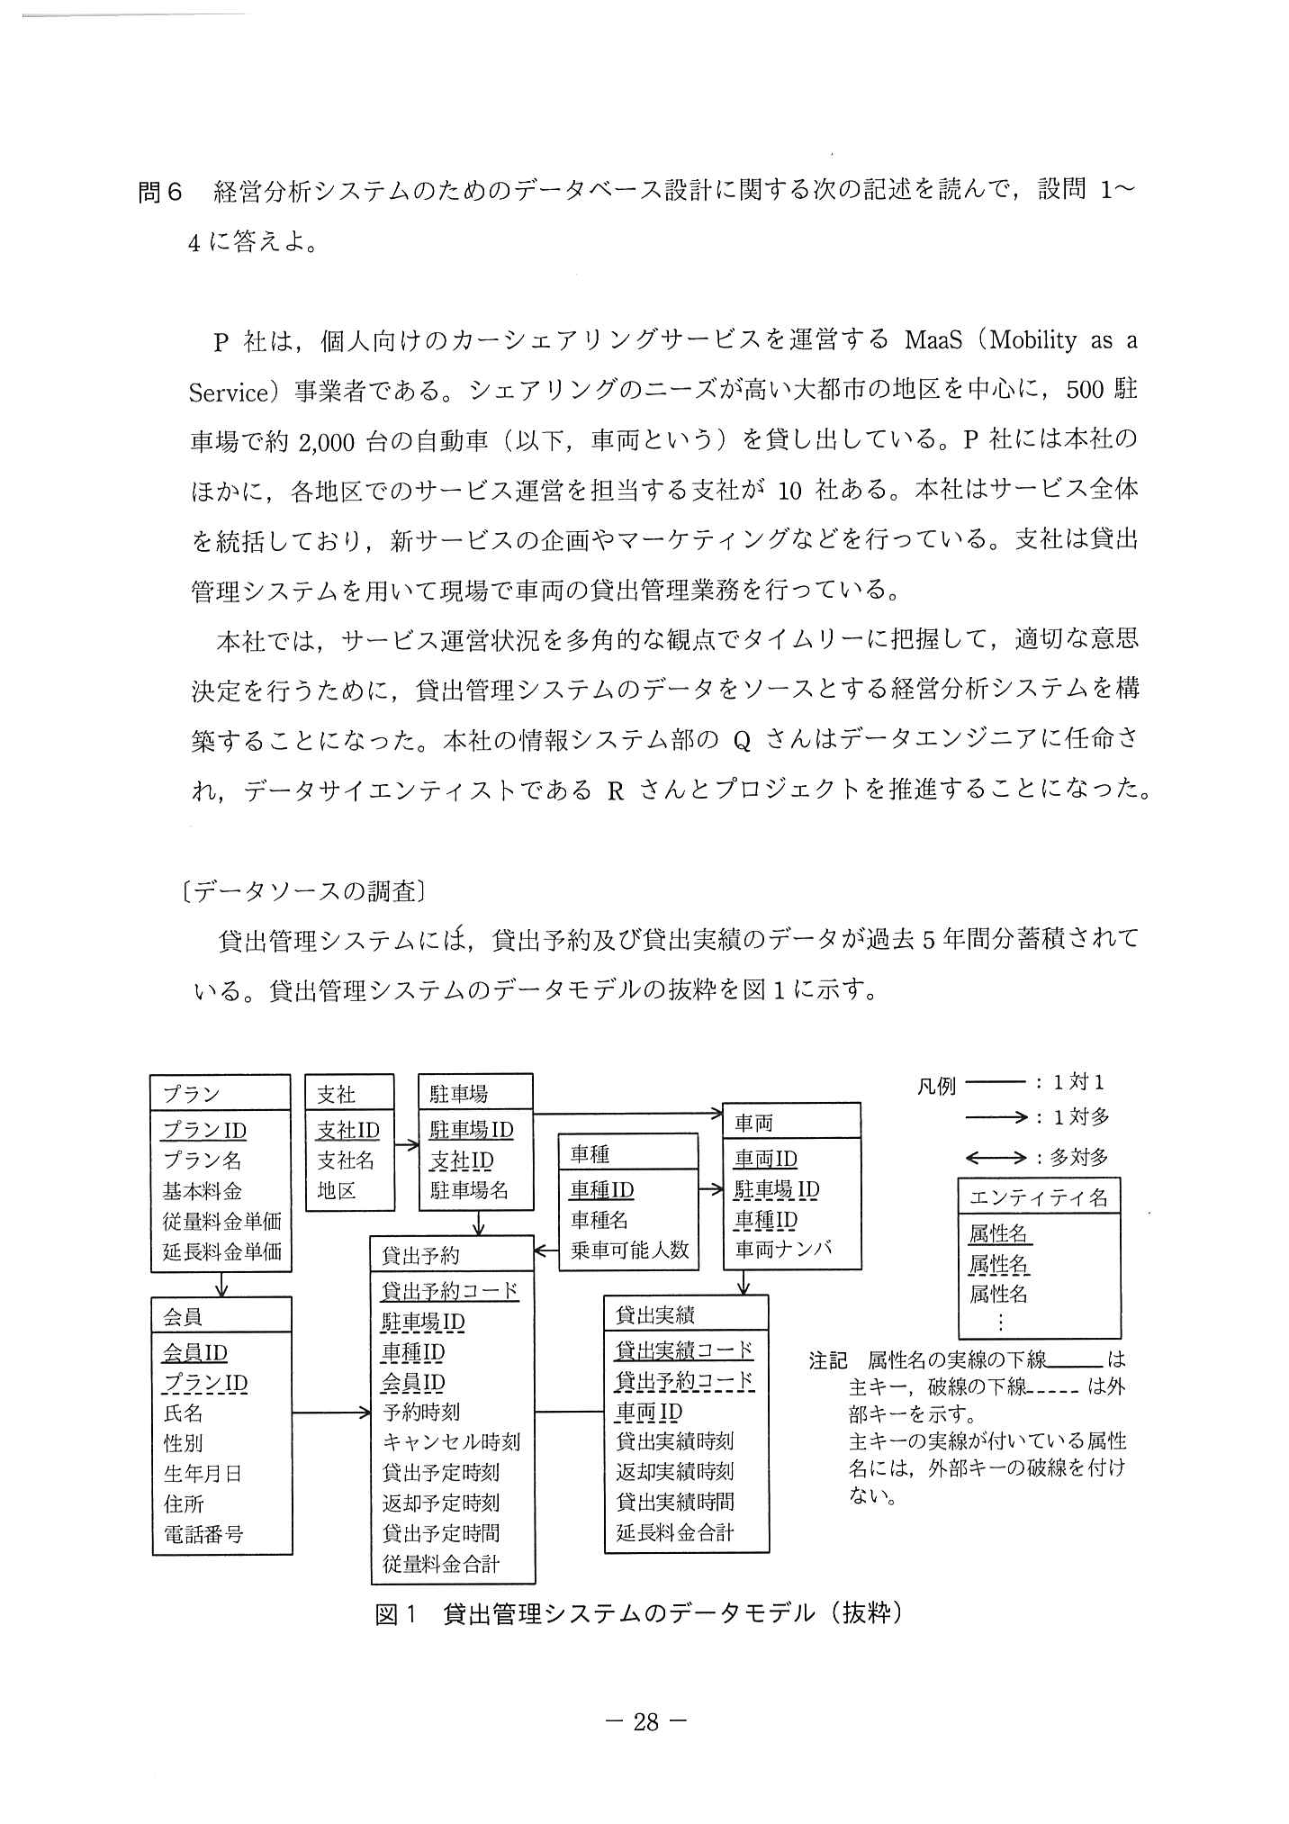 問6 経営分析システムのためのデータベース設計に関する次の記述を読んで，設問 1～
4 に答えよ。
P 社は，個人向けのカーシェアリングサービスを運営する MaaS（Mobility as a
Service）事業者である。シェアリングのニーズが高い大都市の地区を中心に，500 駐
車場で約 2,000 台の自動車（以下，車両という）を貸し出している。P 社には本社の
ほかに，各地区でのサービス運営を担当する支社が 10 社ある。本社はサービス全体
を統括しており，新サービスの企画やマーケティングなどを行っている。支社は貸出
管理システムを用いて現場で車両の貸出管理業務を行っている。
本社では，サービス運営状況を多角的な観点でタイムリーに把握して，適切な意思
決定を行うために，貸出管理システムのデータをソースとする経営分析システムを構
築することになった。本社の情報システム部の Q さんはデータエンジニアに任命さ
れ，データサイエンティストである R さんとプロジェクトを推進することになった。
〔データソースの調査〕
貸出管理システムには，貸出予約及び貸出実績のデータが過去 5 年間分蓄積されて
いる。貸出管理システムのデータモデルの抜粋を図 1 に示す。
プラン
プランID
プラン名
基本料金
従量料金単価
延長料金単価
支社
支社ID
支社名
地区
駐車場
駐車場ID
支社ID
駐車場名
車種
車種ID
車種名
乗車可能人数
車両
車両ID
駐車場ID
車種ID
車両ナンバ
会員
会員ID
プランID
氏名
性別
生年月日
住所
電話番号
貸出予約
貸出予約コード
駐車場ID
車種ID
会員ID
予約時刻
キャンセル時刻
貸出予定時刻
返却予定時刻
貸出予定時間
従量料金合計
貸出実績
貸出実績コード
貸出予約コード
車両ID
貸出実績時刻
返却実績時刻
貸出実績時間
延長料金合計
凡例 ：1 対 1
：1 対多
：多対多
エンティティ名
属性名
属性名
属性名
⋮
注記 属性名の実線の下線 は
主キー，破線の下線 は外
部キーを示す。
主キーの実線が付いている属性
名には，外部キーの破線を付け
ない。
図 1 貸出管理システムのデータモデル（抜粋）
－ 28 －